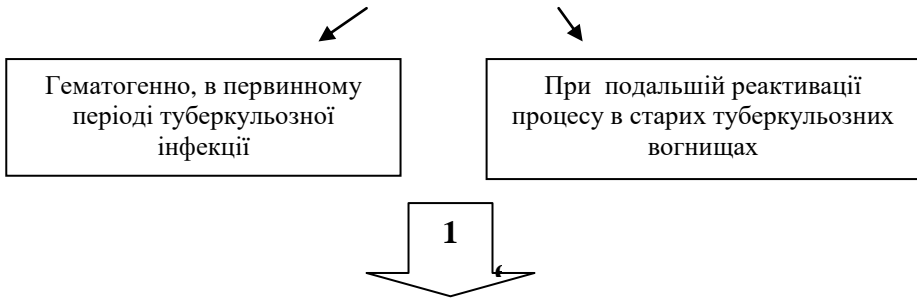 Гематогенно, в первинному
періоді туберкульозної
інфекції
При подальшій реактивації
процесу в старих туберкульозних
вогнищах
1